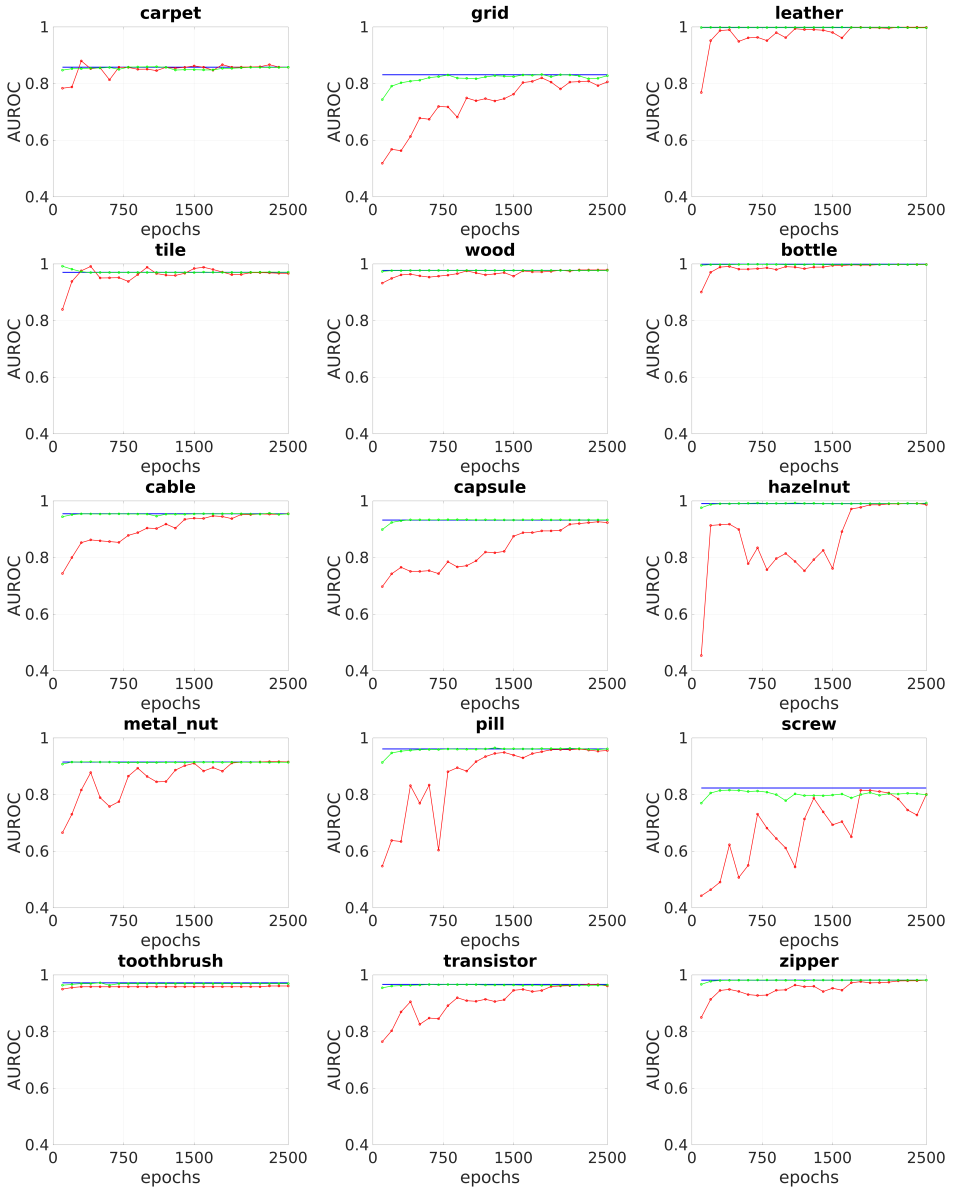 carpet
grid
leather
1
0.8
0.6
0.4
AUROC
0
750
1500
2500
epochs
1
0.8
0.6
0.4
AUROC
0
750
1500
2500
epochs
1
0.8
0.6
0.4
AUROC
0
750
1500
2500
epochs
tile
wood
bottle
1
0.8
0.6
0.4
AUROC
0
750
1500
2500
epochs
1
0.8
0.6
0.4
AUROC
0
750
1500
2500
epochs
1
0.8
0.6
0.4
AUROC
0
750
1500
2500
epochs
cable
capsule
hazelnut
1
0.8
0.6
0.4
AUROC
0
750
1500
2500
epochs
1
0.8
0.6
0.4
AUROC
0
750
1500
2500
epochs
1
0.8
0.6
0.4
AUROC
0
750
1500
2500
epochs
metal_nut
pill
screw
1
0.8
0.6
0.4
AUROC
0
750
1500
2500
epochs
1
0.8
0.6
0.4
AUROC
0
750
1500
2500
epochs
1
0.8
0.6
0.4
AUROC
0
750
1500
2500
epochs
toothbrush
transistor
zipper
1
0.8
0.6
0.4
AUROC
0
750
1500
2500
epochs
1
0.8
0.6
0.4
AUROC
0
750
1500
2500
epochs
1
0.8
0.6
0.4
AUROC
0
750
1500
2500
epochs